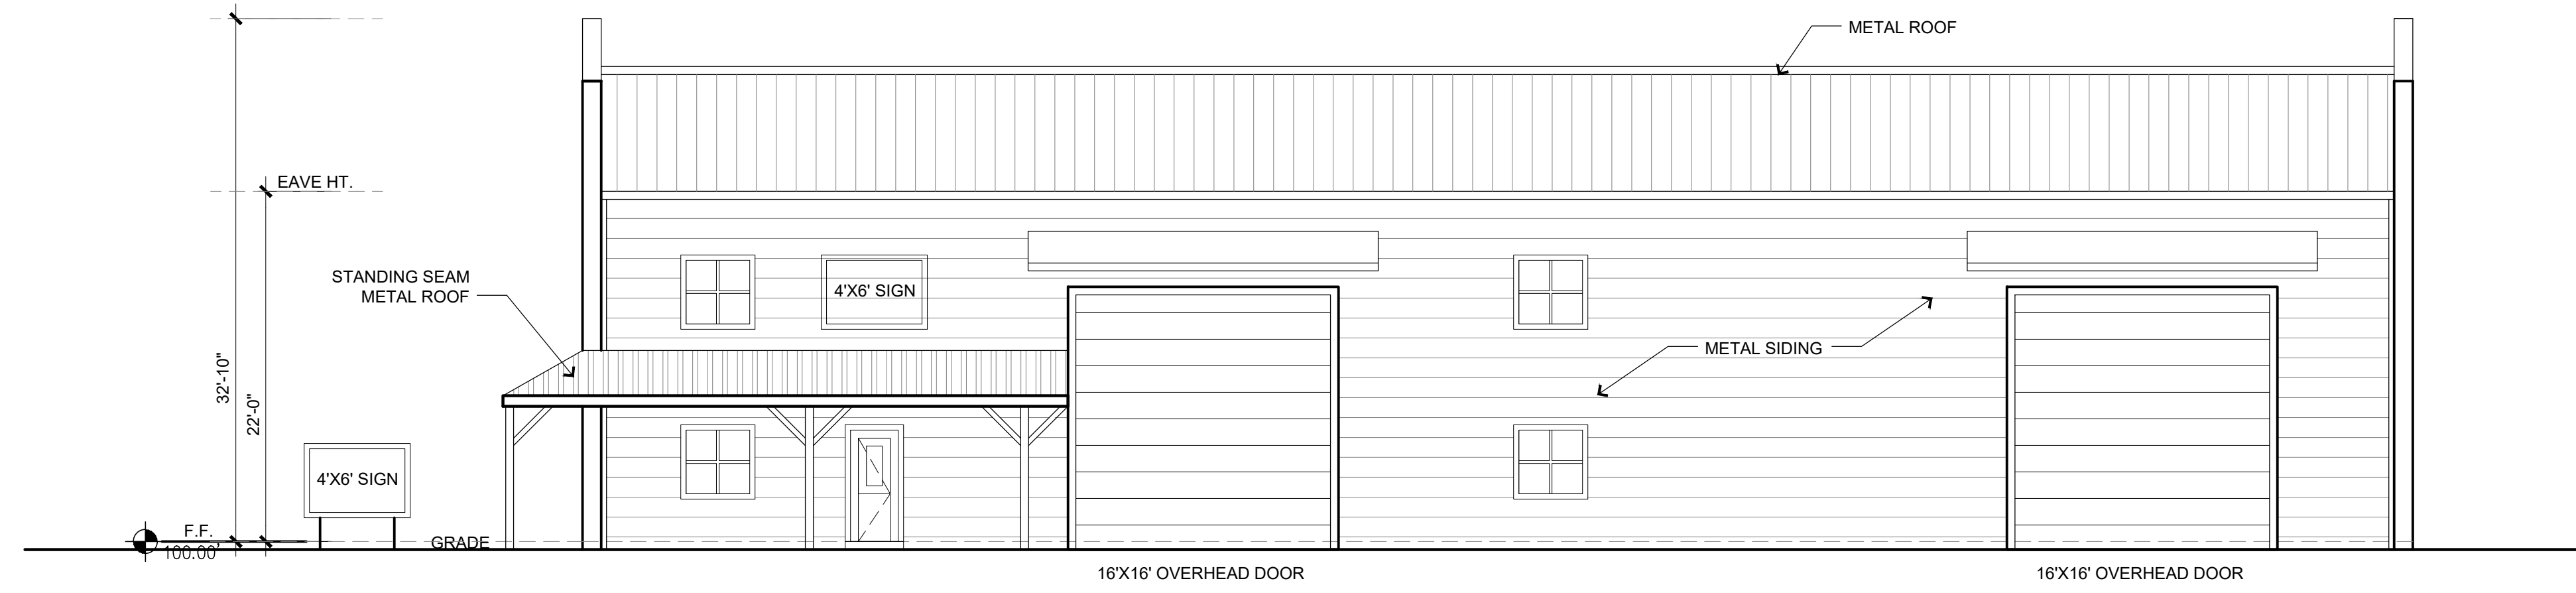 METAL ROOF
EAVE HT.
STANDING SEAM
METAL ROOF
4'X6' SIGN
METAL SIDING
32'-10"
22'-0"
4'X6' SIGN
F.F.
100.00'
GRADE
16'X16' OVERHEAD DOOR
16'X16' OVERHEAD DOOR